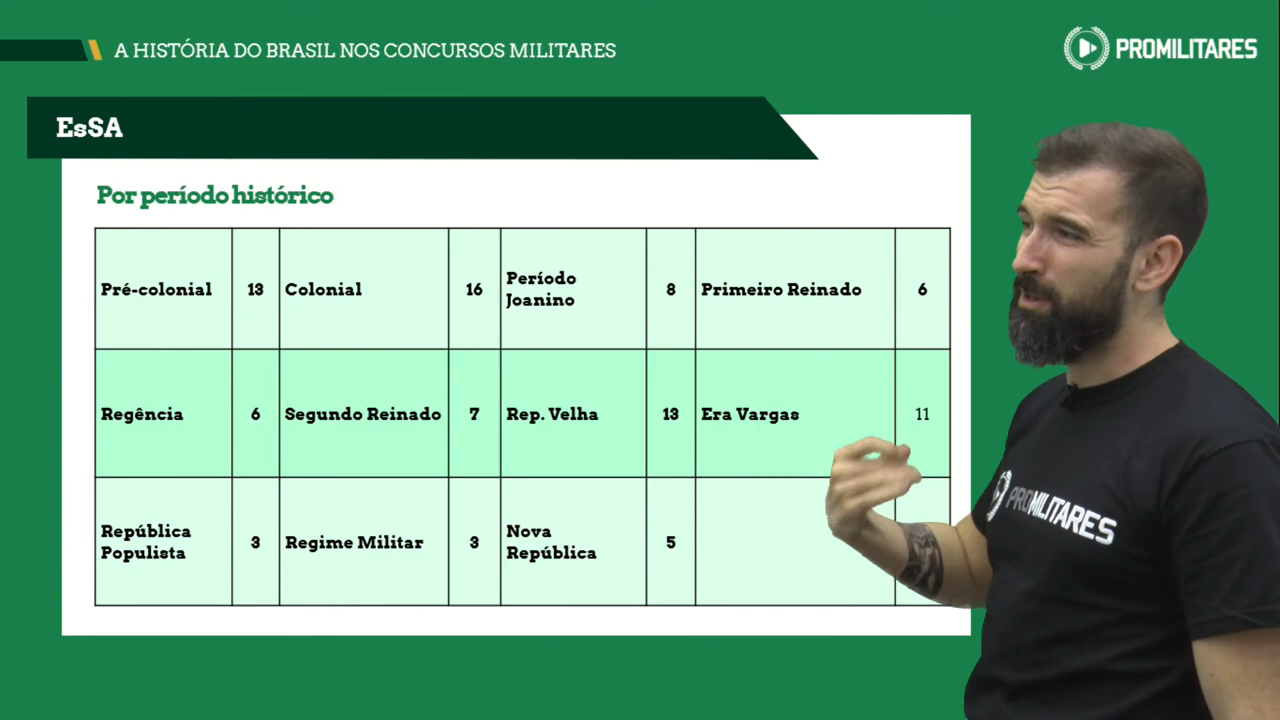 A HISTÓRIA DO BRASIL NOS CONCURSOS MILITARES
PROMILITARES
EsSA
Por período histórico
Pré-colonial 13 Colonial 16 Período Joanino 8 Primeiro Reinado 6
Regência 6 Segundo Reinado 7 Rep. Velha 13 Era Vargas 11
República Populista 3 Regime Militar 3 Nova República 5
PROMILITARES